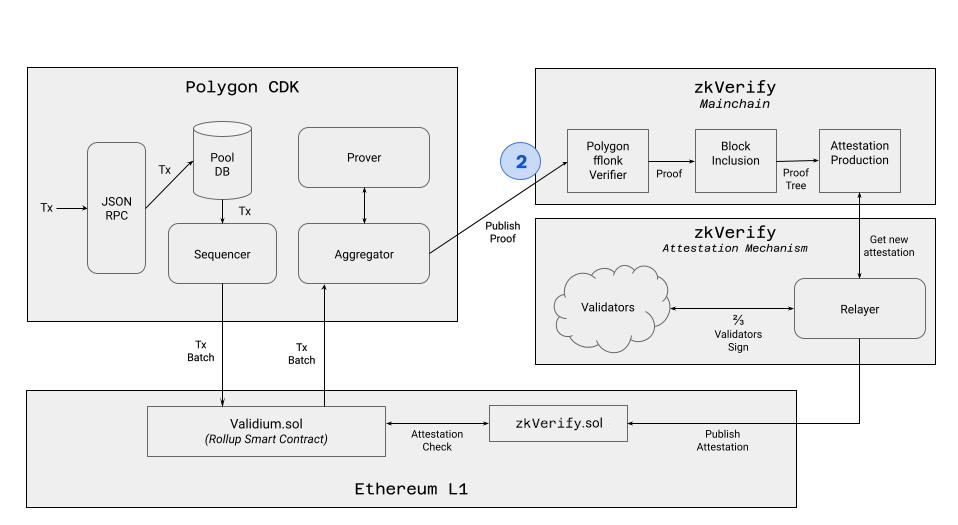 Polygon CDK
Tx
JSON
RPC
Tx
Pool
DB
Tx
Sequencer
Prover
Aggregator
Publish
Proof
2
zkVerify
Mainchain
Polygon
fflonk
Verifier
Proof
Block
Inclusion
Proof
Tree
Attestation
Production
zkVerify
Attestation Mechanism
Get new
attestation
Validators
⅔
Validators
Sign
Relayer
Tx
Batch
Tx
Batch
Validium.sol
(Rollup Smart Contract)
Attestation
Check
zkVerify.sol
Publish
Attestation
Ethereum L1